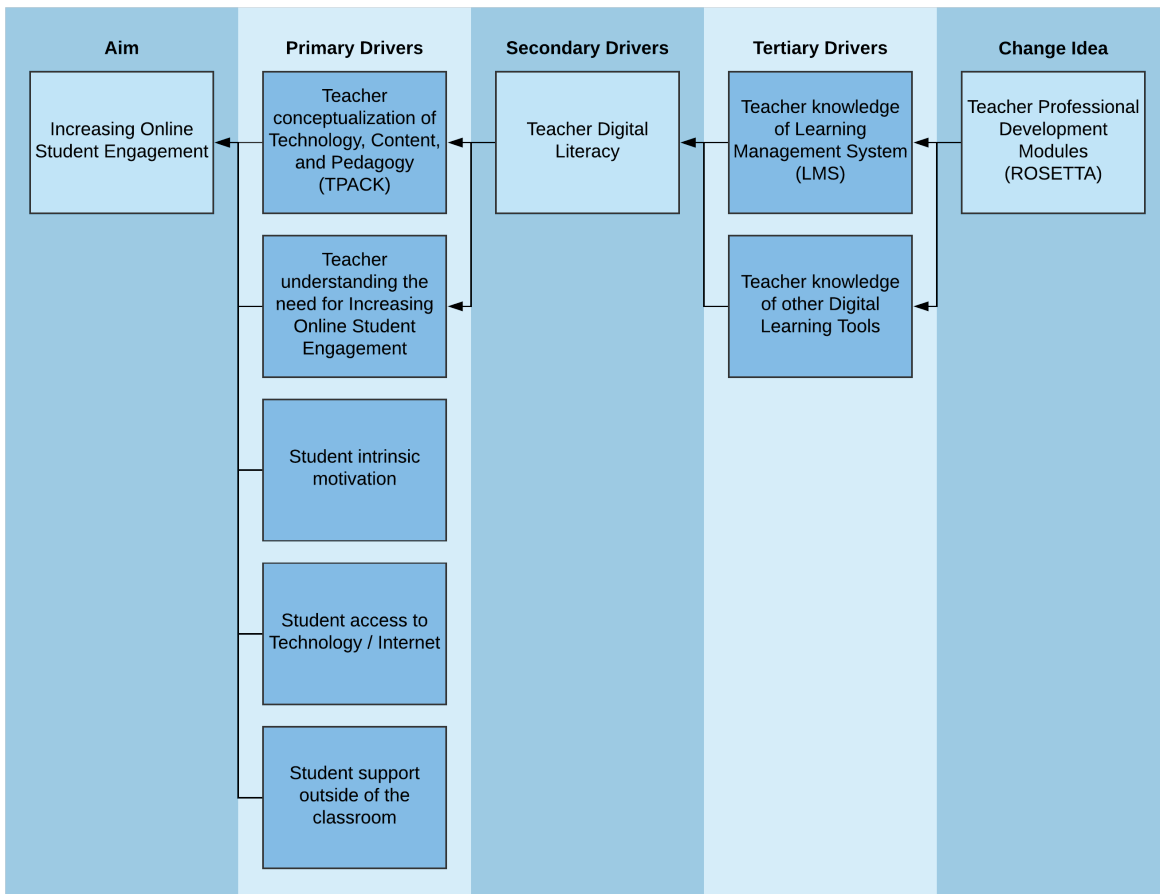 Aim
Primary Drivers
Secondary Drivers
Tertiary Drivers
Change Idea
Increasing Online
Student Engagement
Teacher
conceptualization of
Technology, Content,
and Pedagogy
(TPACK)
Teacher
understanding the
need for Increasing
Online Student
Engagement
Student intrinsic
motivation
Student access to
Technology / Internet
Student support
outside of the
classroom
Teacher Digital
Literacy
Teacher knowledge
of Learning
Management System
(LMS)
Teacher knowledge
of other Digital
Learning Tools
Teacher Professional
Development
Modules
(ROSETTA)